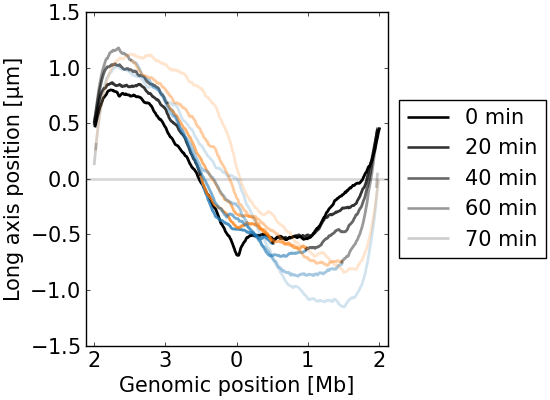 1.5
1.0
0.5
0.0
−0.5
−1.0
−1.5
Long axis position [μm]
2 3 0 1 2
Genomic position [Mb]
0 min
20 min
40 min
60 min
70 min